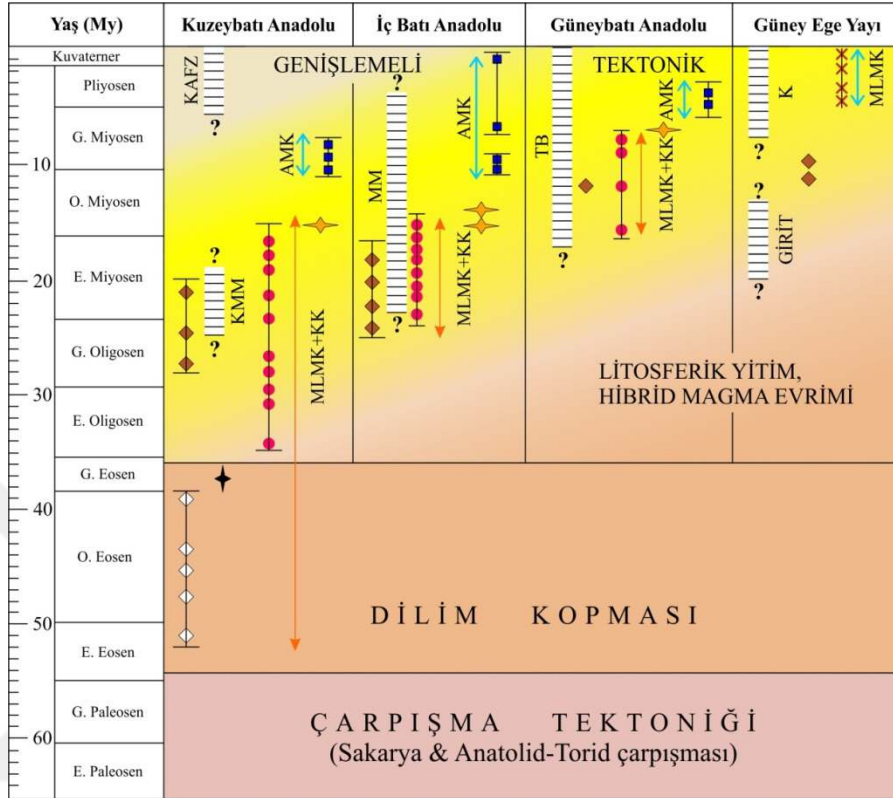 Yaş (My)
Kuzeybatı Anadolu
İç Batı Anadolu
Güneybatı Anadolu
Güney Ege Yayı
Kuvaterner
Pliyosen
G. Miyosen
O. Miyosen
E. Miyosen
G. Oligosen
E. Oligosen
G. Eosen
O. Eosen
E. Eosen
G. Paleosen
E. Paleosen
10
20
30
40
50
60
GENİŞLEMELİ
TEKTONİK
KAFZ
?
AMK
?
KMM
?
MLMK+KK
?
MM
?
AMK
MLMK+KK
TB
?
AMK
MLMK+KK
K
?
MLMK
?
GİRİT
?
LİTOSFERİK YİTİM,
HİBRİD MAGMA EVRİMİ
DİLİM KOPMASI
ÇARPIŞMA TEKTONİĞİ
(Sakarya & Anatolid-Torid çarpışması)